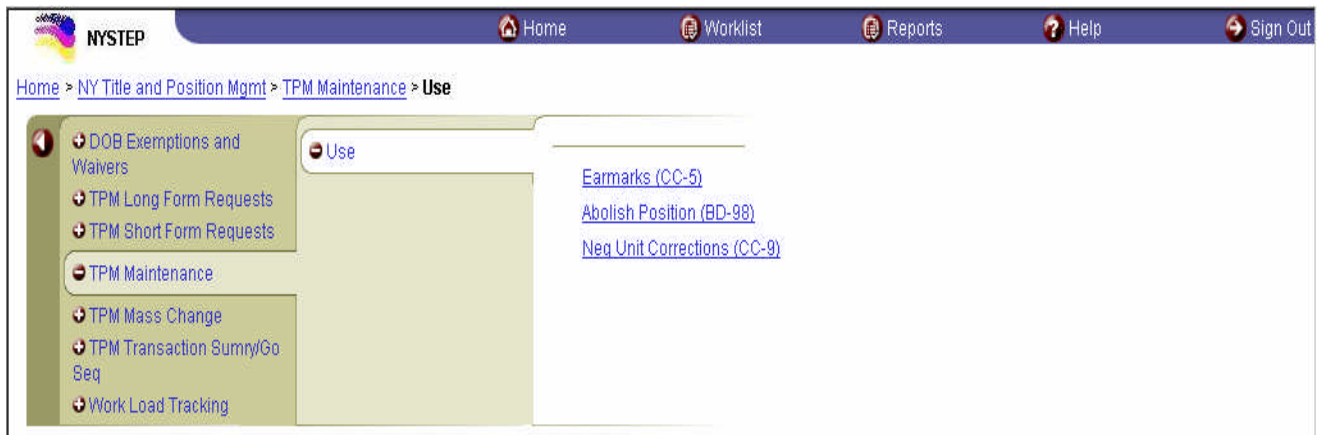 NYSTEP
Home Worklist Reports Help Sign Out
Home > NY Title and Position Mgmt > TPM Maintenance > Use
DOB Exemptions and
Waivers
TPM Long Form Requests
TPM Short Form Requests
TPM Maintenance
TPM Mass Change
TPM Transaction Sumry/Go
Seq
Work Load Tracking
Use
Earmarks (CC-5)
Abolish Position (BD-98)
Neq Unit Corrections (CC-9)